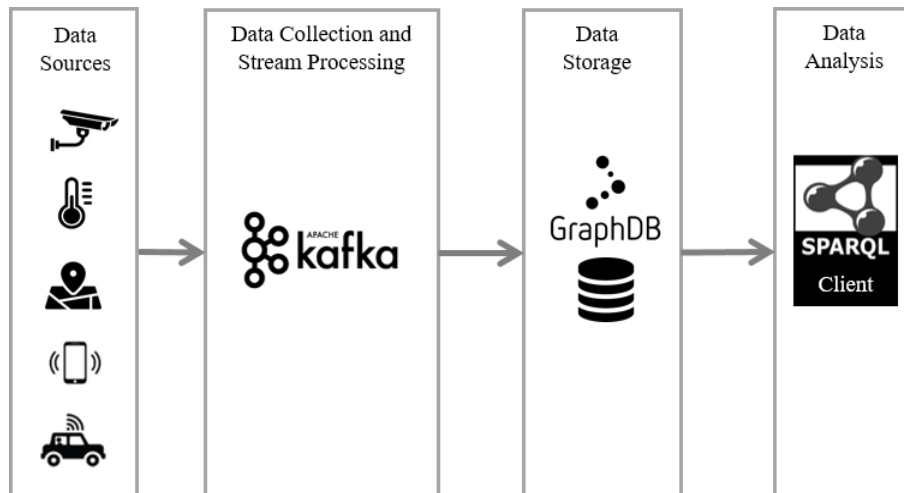 Data
Sources
Data Collection and
Stream Processing
APACHE
kafka
Data
Storage
GraphDB
Data
Analysis
SPARQL
Client